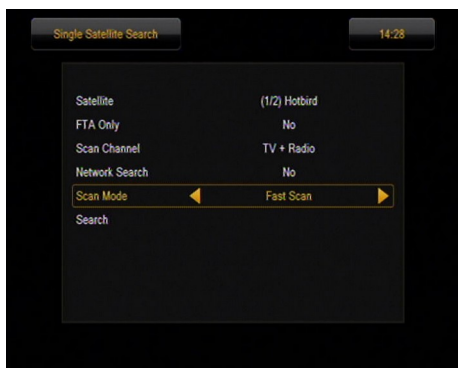 Single Satellite Search 14:28
Satellite (1/2) Hotbird
FTA Only No
Scan Channel TV + Radio
Network Search No
Scan Mode Fast Scan
Search